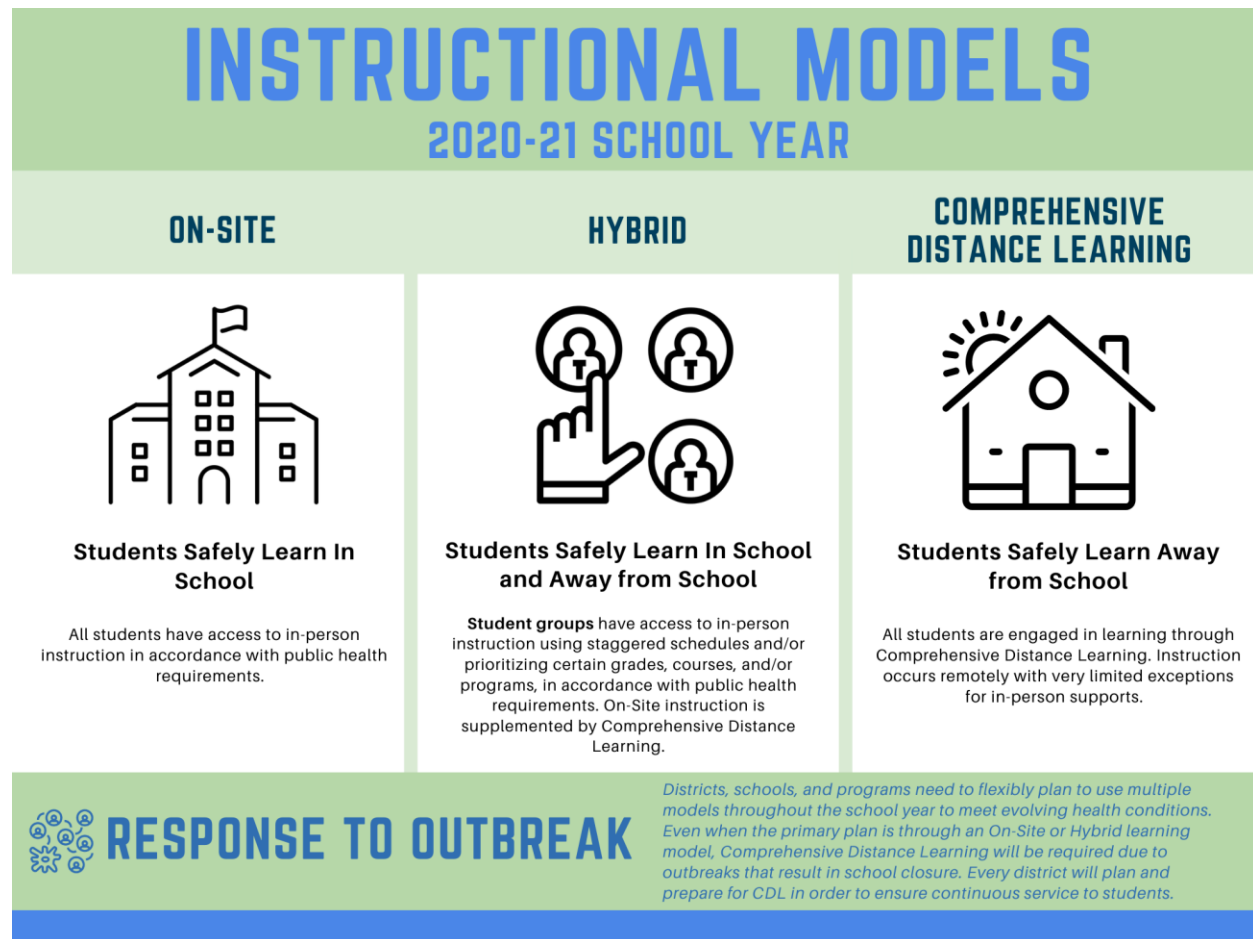 INSTRUCTIONAL MODELS
2020-21 SCHOOL YEAR
ON-SITE
Students Safely Learn In
School
All students have access to in-person
instruction in accordance with public health
requirements.
HYBRID
Students Safely Learn In School
and Away from School
Student groups have access to in-person
instruction using staggered schedules and/or
prioritizing certain grades, courses, and/or
programs, in accordance with public health
requirements. On-Site instruction is
supplemented by Comprehensive Distance
Learning.
COMPREHENSIVE
DISTANCE LEARNING
Students Safely Learn Away
from School
All students are engaged in learning through
Comprehensive Distance Learning. Instruction
occurs remotely with very limited exceptions
for in-person supports.
RESPONSE TO OUTBREAK
Districts, schools, and programs need to flexibly plan to use multiple
models throughout the school year to meet evolving health conditions.
Even when the primary plan is through an On-Site or Hybrid learning
model, Comprehensive Distance Learning will be required due to
outbreaks that result in school closure. Every district will plan and
prepare for CDL in order to ensure continuous service to students.